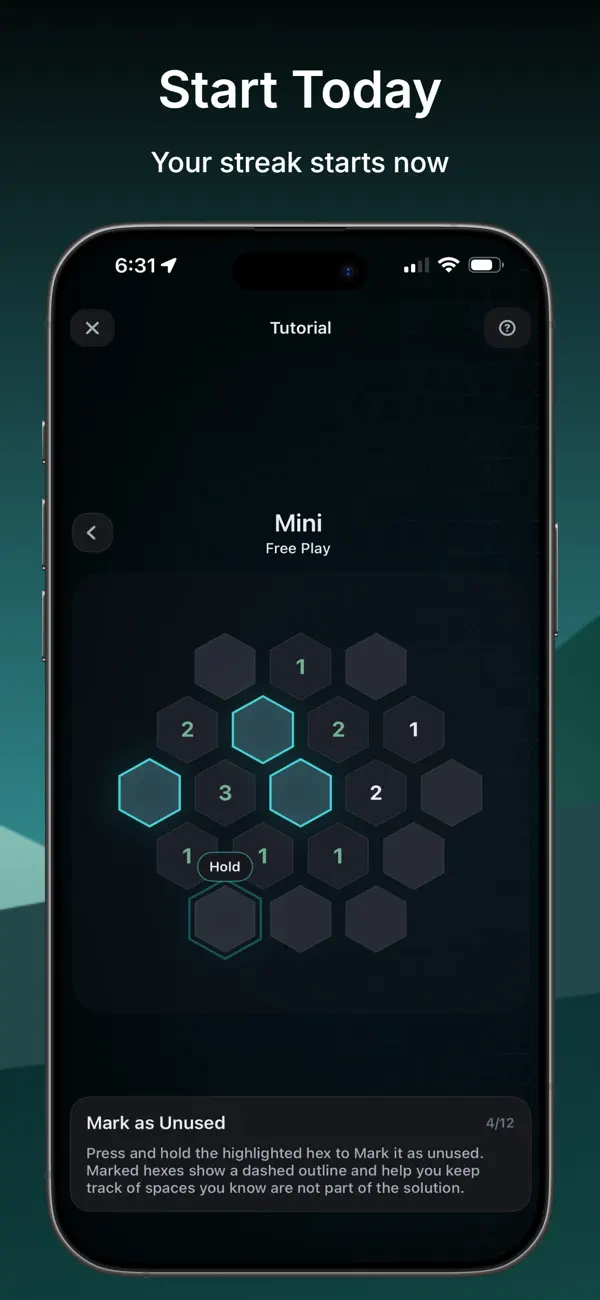 Start Today
Your streak starts now
6:31
Tutorial
Mini
Free Play
1
2 2 1
3 2
1 1 1
Hold
Mark as Unused 4/12
Press and hold the highlighted hex to Mark it as unused.
Marked hexes show a dashed outline and help you keep
track of spaces you know are not part of the solution.